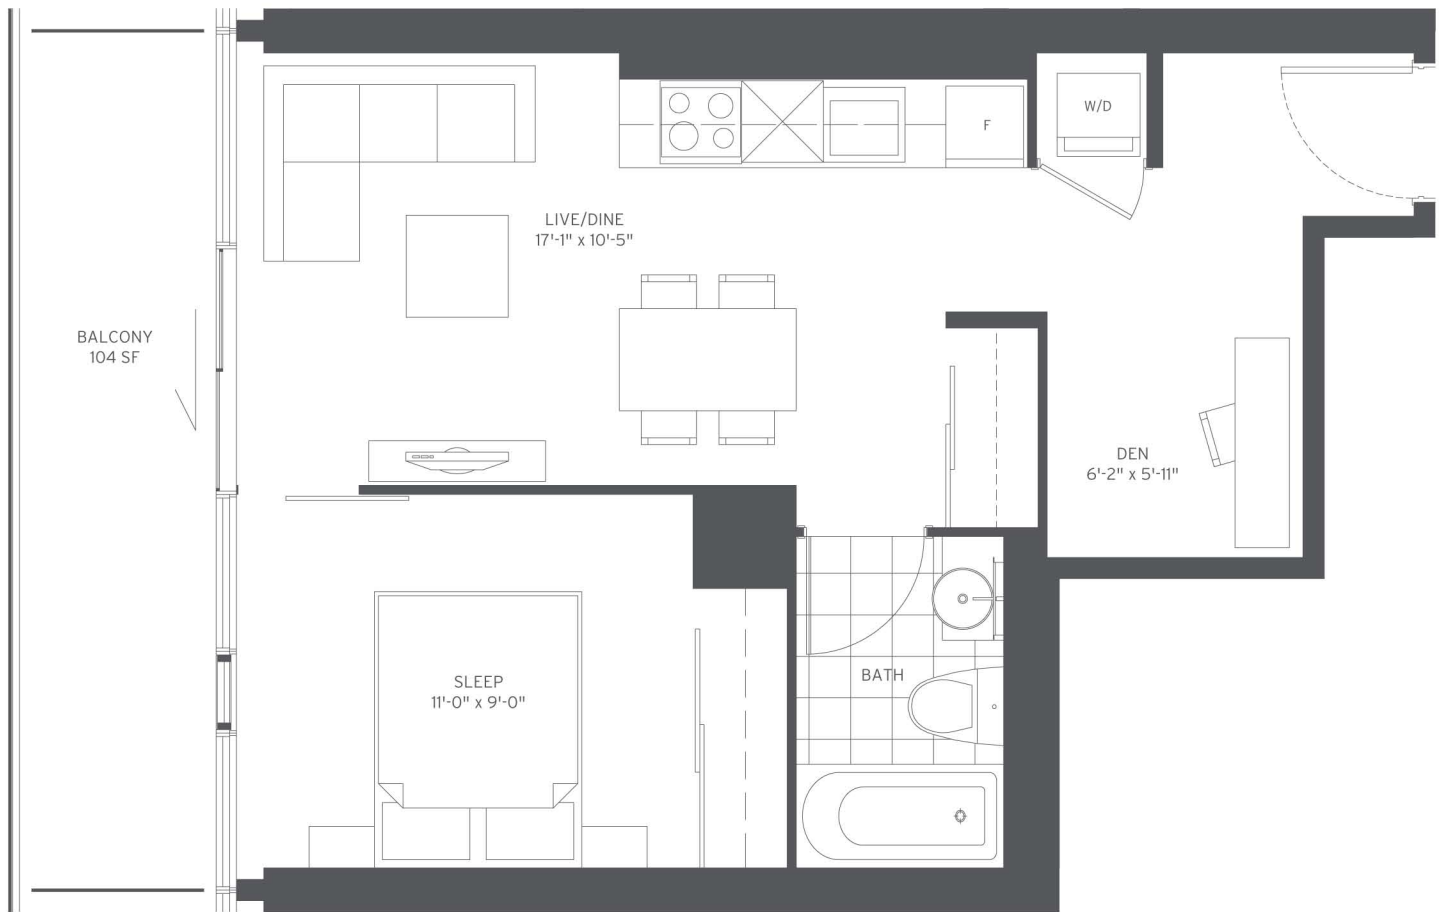 W/D
F
LIVE/DINE
17'-1" x 10'-5"
BALCONY
104 SF
DEN
6'-2" x 5'-11"
SLEEP
11'-0" x 9'-0"
BATH